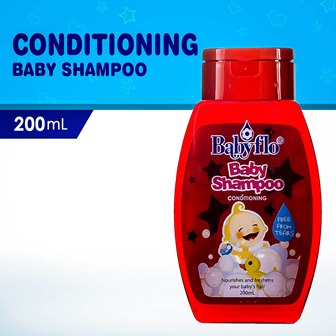 CONDITIONING
BABY SHAMPOO
200mL
Babyflo®
Baby
Shampoo
CONDITIONING
FREE
FROM
TEARS
Nourishes and freshens
your baby's hair
200mL